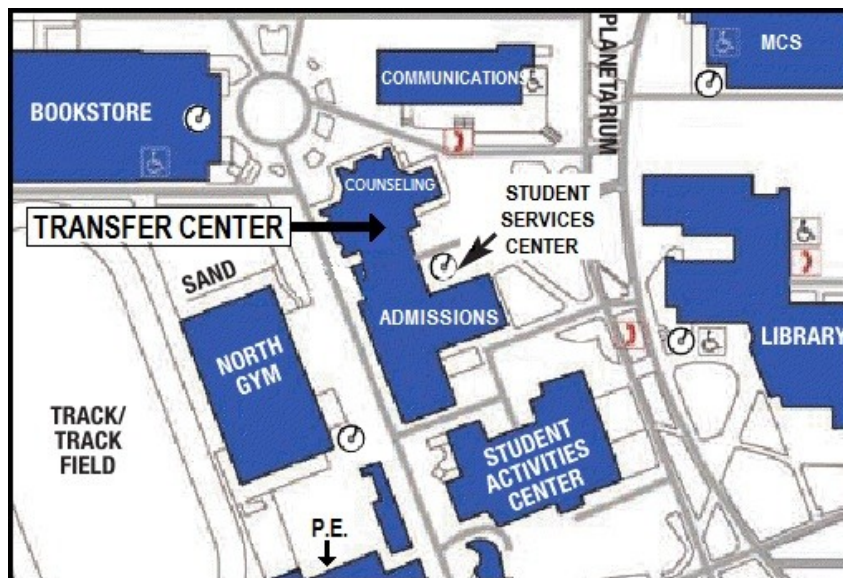 PLANETARIUM
MCS
COMMUNICATIONS
BOOKSTORE
COUNSELING
STUDENT
SERVICES
CENTER
TRANSFER CENTER
SAND
ADMISSIONS
NORTH
GYM
LIBRARY
TRACK/
TRACK
FIELD
STUDENT
ACTIVITIES
CENTER
P.E.